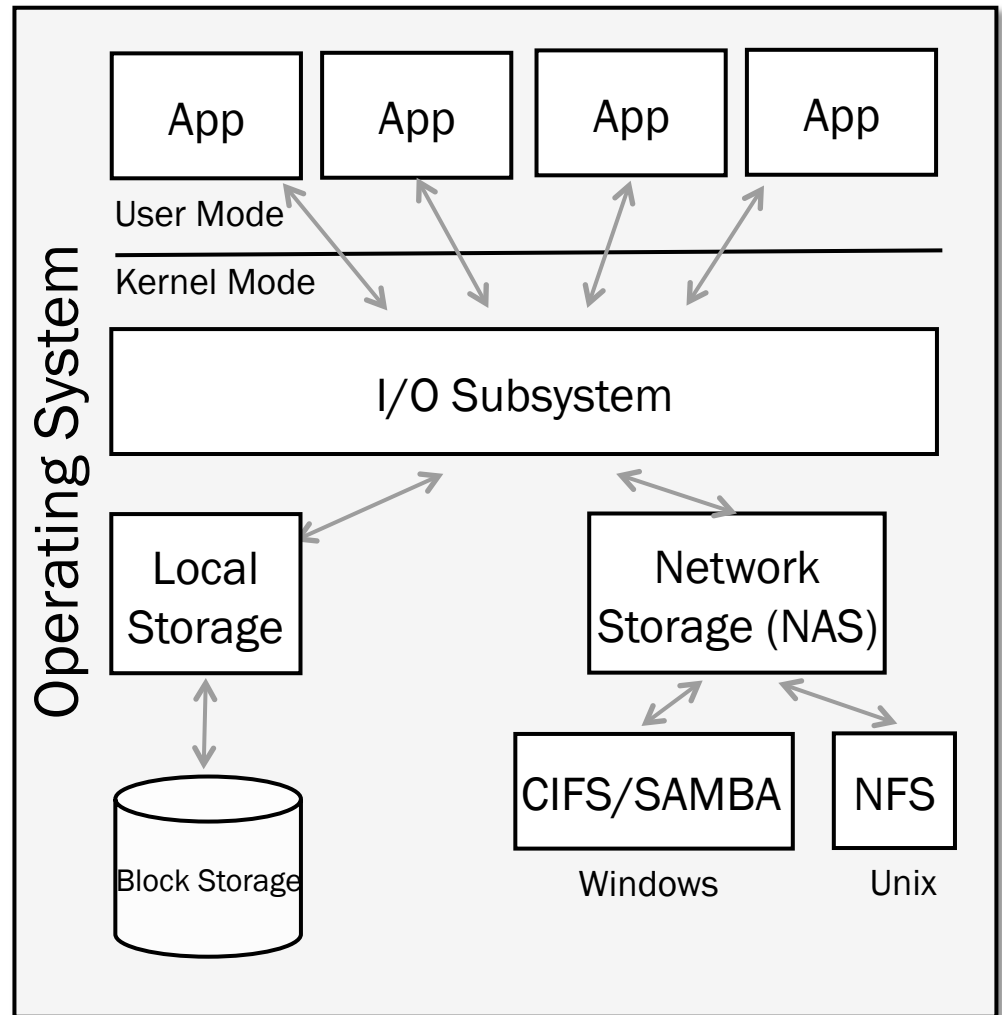 App
App
App
App
User Mode
Kernel Mode
Operating System
I/O Subsystem
Local
Storage
Network
Storage (NAS)
CIFS/SAMBA
NFS
Block Storage
Windows
Unix